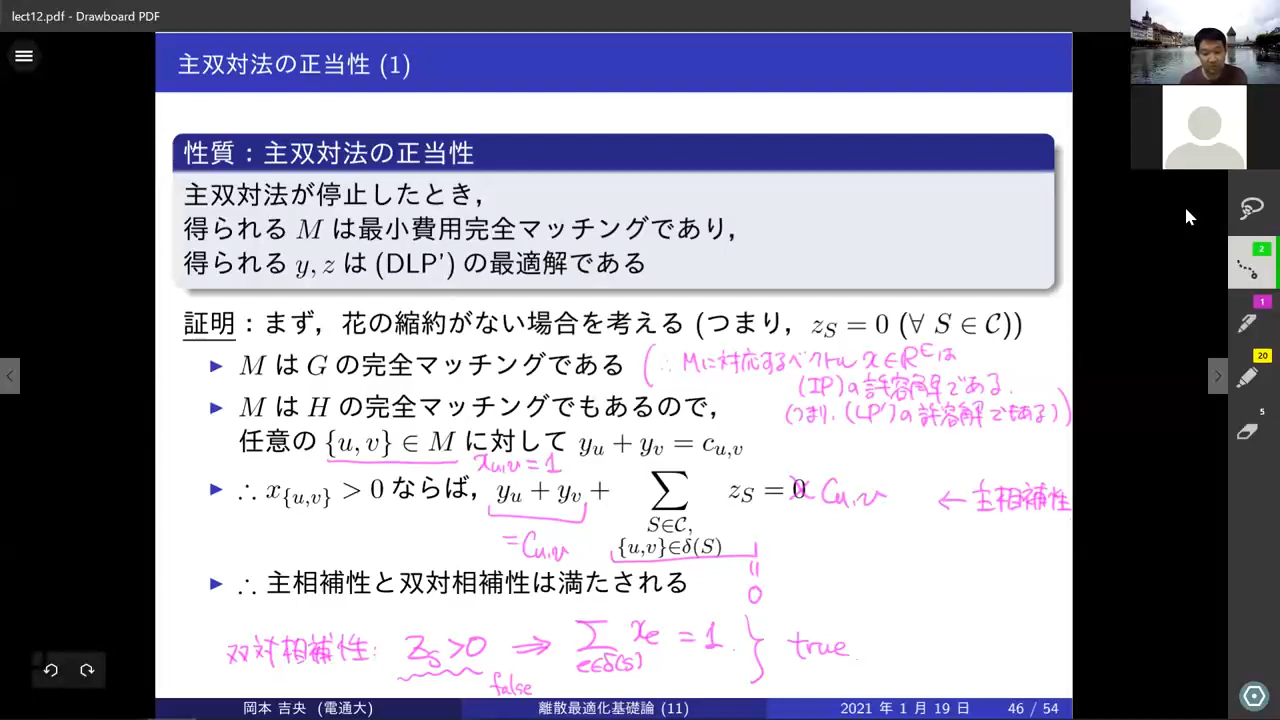 lect12.pdf - Drawboard PDF
主双対法の正当性 (1)
性質：主双対法の正当性
主双対法が停止したとき，
得られる M は最小費用完全マッチングであり，
得られる y, z は (DLP') の最適解である
証明：まず，花の縮約がない場合を考える (つまり，z_S = 0 (∀ S ∈ C))
▶ M は G の完全マッチングである
(∵ Mに対応するベクトル x∈R^E は
(IP)の許容解である.
(つまり, (LP')の許容解でもある))
▶ M は H の完全マッチングでもあるので，
任意の {u, v} ∈ M に対して y_u + y_v = c_{u,v}
x_{u,v} = 1
▶ ∴ x_{{u,v}} > 0 ならば，y_u + y_v + ∑ z_S = 0 C_{u,v} ← 主相補性
S∈C,
{u,v}∈δ(S)
= C_{u,v}
=
0
▶ ∴ 主相補性と双対相補性は満たされる
双対相補性: z_S > 0 ⇒ ∑ x_e = 1 } true.
e∈δ(S)
false
岡本 吉央 (電通大) 離散最適化基礎論 (11) 2021 年 1 月 19 日 46 / 54
2
1
20
5